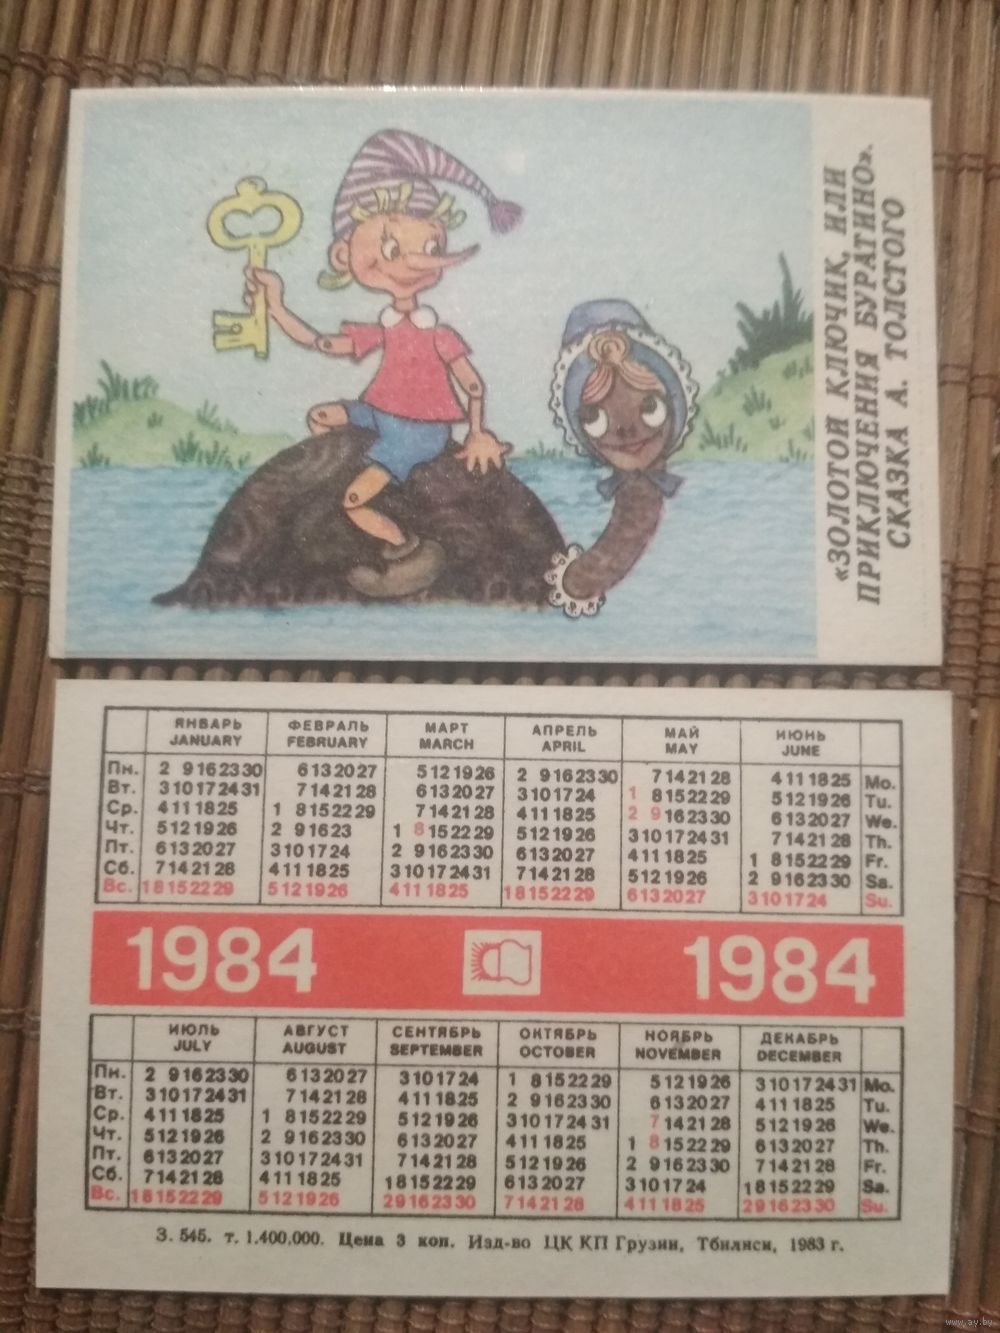 «ЗОЛОТОЙ КЛЮЧИК, ИЛИ
ПРИКЛЮЧЕНИЯ БУРАТИНО».
СКАЗКА А. ТОЛСТОГО
ЯНВАРЬ ФЕВРАЛЬ МАРТ АПРЕЛЬ МАЙ ИЮНЬ
JANUARY FEBRUARY MARCH APRIL MAY JUNE
Пн. 2 9 16 23 30 6 13 20 27 5 12 19 26 2 9 16 23 30 7 14 21 28 4 11 18 25 Mo.
Вт. 3 10 17 24 31 7 14 21 28 6 13 20 27 3 10 17 24 1 8 15 22 29 5 12 19 26 Tu.
Ср. 4 11 18 25 1 8 15 22 29 7 14 21 28 4 11 18 25 2 9 16 23 30 6 13 20 27 We.
Чт. 5 12 19 26 2 9 16 23 1 8 15 22 29 5 12 19 26 3 10 17 24 31 7 14 21 28 Th.
Пт. 6 13 20 27 3 10 17 24 2 9 16 23 30 6 13 20 27 4 11 18 25 1 8 15 22 29 Fr.
Сб. 7 14 21 28 4 11 18 25 3 10 17 24 31 7 14 21 28 5 12 19 26 2 9 16 23 30 Sa.
Вс. 1 8 15 22 29 5 12 19 26 4 11 18 25 1 8 15 22 29 6 13 20 27 3 10 17 24 Su.
1984 1984
ИЮЛЬ АВГУСТ СЕНТЯБРЬ ОКТЯБРЬ НОЯБРЬ ДЕКАБРЬ
JULY AUGUST SEPTEMBER OCTOBER NOVEMBER DECEMBER
Пн. 2 9 16 23 30 6 13 20 27 3 10 17 24 1 8 15 22 29 5 12 19 26 3 10 17 24 31 Mo.
Вт. 3 10 17 24 31 7 14 21 28 4 11 18 25 2 9 16 23 30 6 13 20 27 4 11 18 25 Tu.
Ср. 4 11 18 25 1 8 15 22 29 5 12 19 26 3 10 17 24 31 7 14 21 28 5 12 19 26 We.
Чт. 5 12 19 26 2 9 16 23 30 6 13 20 27 4 11 18 25 1 8 15 22 29 6 13 20 27 Th.
Пт. 6 13 20 27 3 10 17 24 31 7 14 21 28 5 12 19 26 2 9 16 23 30 7 14 21 28 Fr.
Сб. 7 14 21 28 4 11 18 25 1 8 15 22 29 6 13 20 27 3 10 17 24 1 8 15 22 29 Sa.
Вс. 1 8 15 22 29 5 12 19 26 2 9 16 23 30 7 14 21 28 4 11 18 25 2 9 16 23 30 Su.
З. 545. т. 1.400.000. Цена 3 коп. Изд-во ЦК КП Грузии, Тбилиси, 1983 г.
www.ay.by